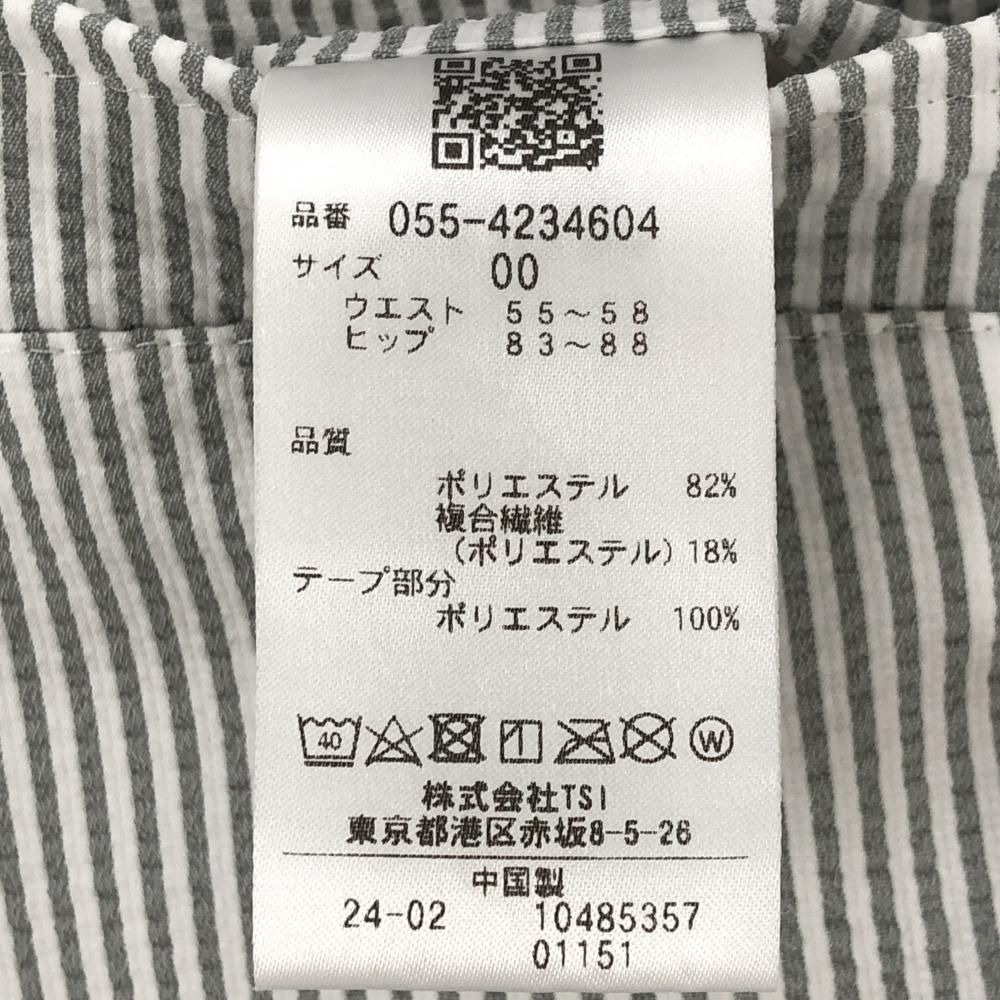 品番 055-4234604
サイズ 00
ウエスト 55～58
ヒップ 83～88
品質
ポリエステル 82%
複合繊維
(ポリエステル) 18%
テープ部分
ポリエステル 100%
40 W
株式会社TSI
東京都港区赤坂8-5-26
中国製
24-02 10485357
01151